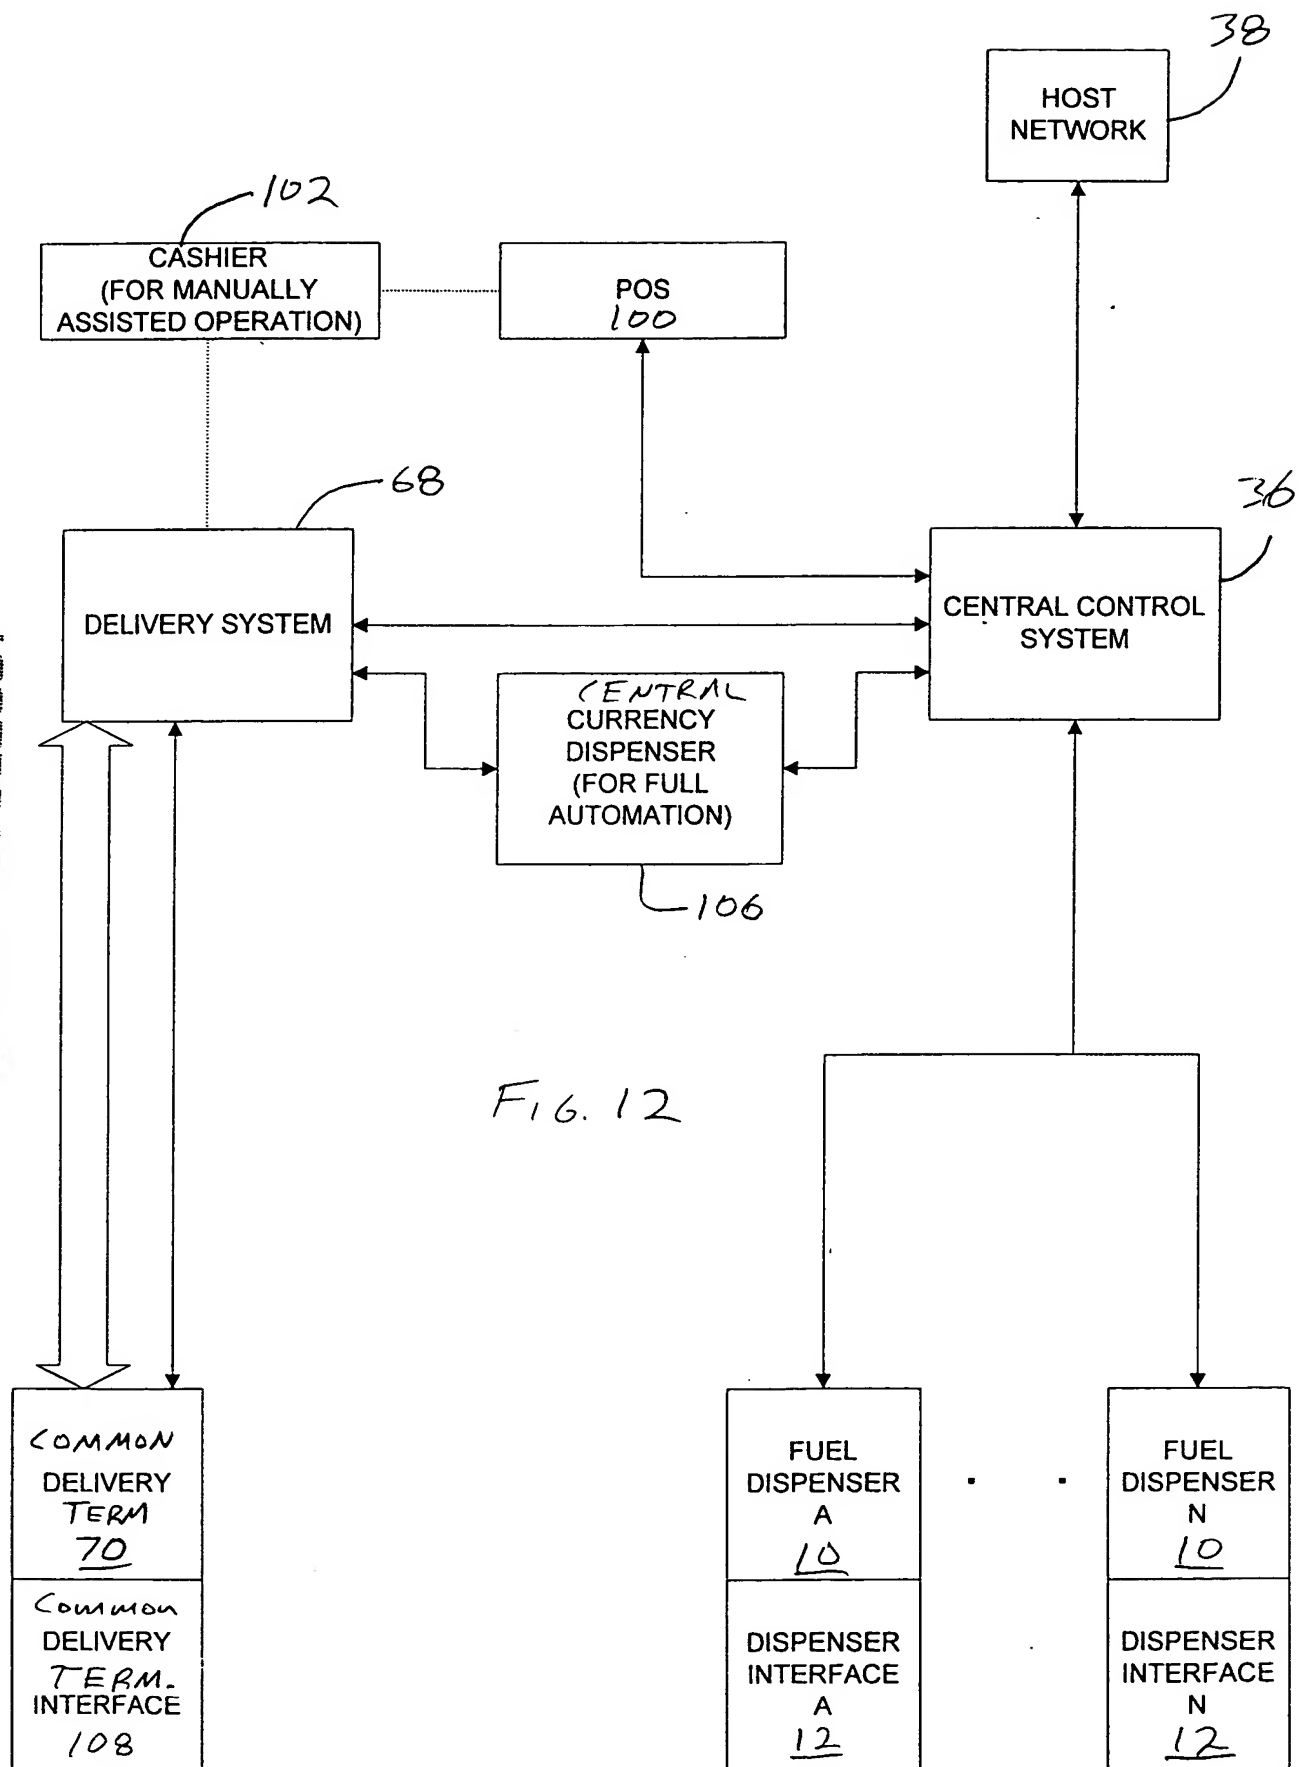 38
HOST
NETWORK
102
CASHIER
(FOR MANUALLY
ASSISTED OPERATION)
POS
100
68
36
DELIVERY SYSTEM
CENTRAL CONTROL
SYSTEM
CENTRAL
CURRENCY
DISPENSER
(FOR FULL
AUTOMATION)
106
FIG. 12
COMMON
DELIVERY
TERM
70
COMMON
DELIVERY
TERM.
INTERFACE
108
FUEL
DISPENSER
A
10
DISPENSER
INTERFACE
A
12
FUEL
DISPENSER
N
10
DISPENSER
INTERFACE
N
12